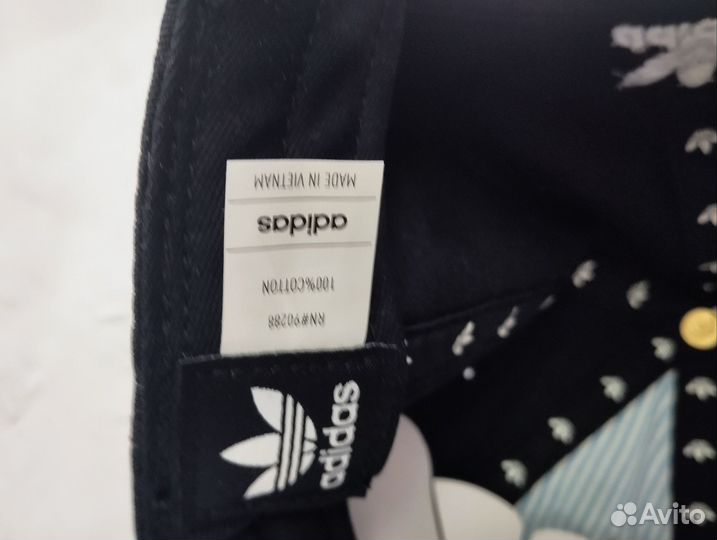 MADE IN VIETNAM
adidas
100%COTTON
RN#90288
adidas
Avito